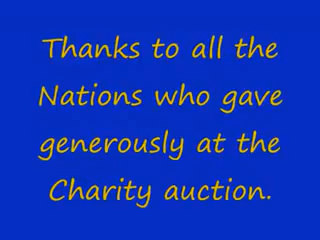 Thanks to all the
Nations who gave
generously at the
Charity auction.